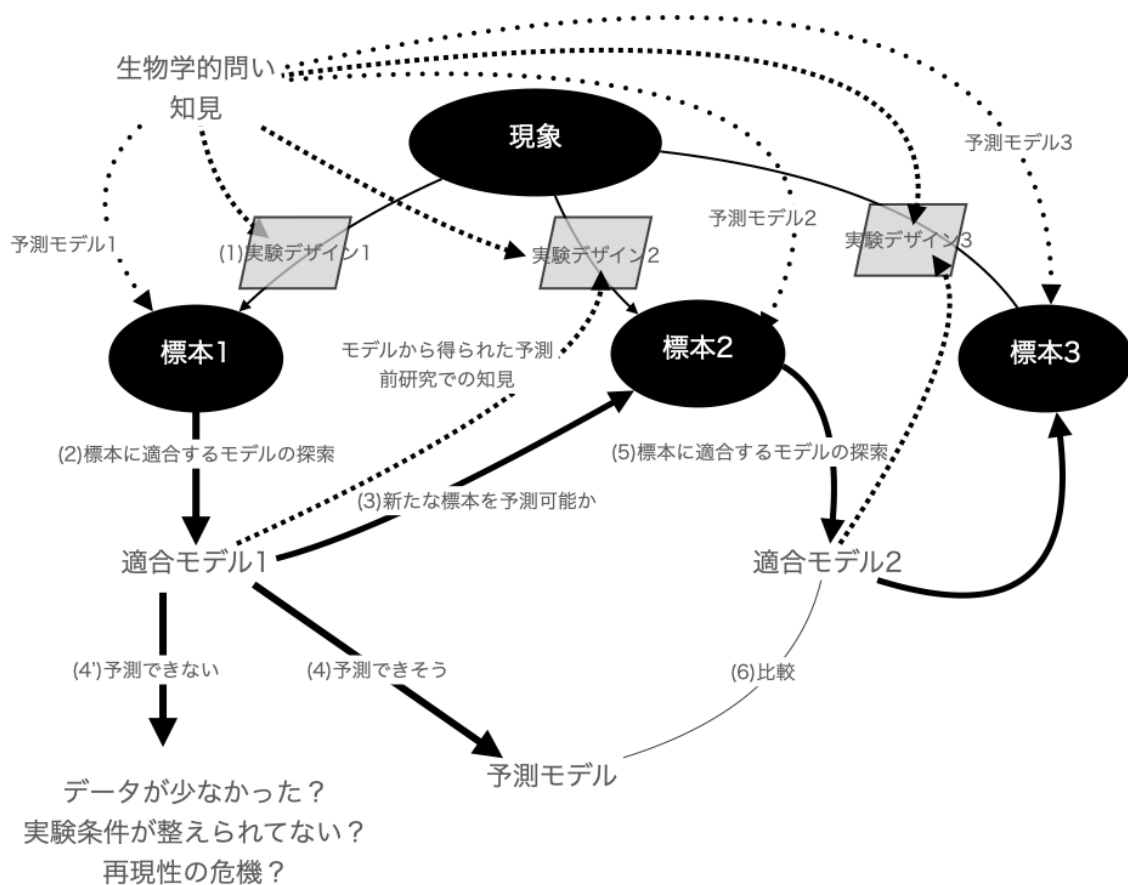 生物学的問い
知見
現象
予測モデル3
予測モデル1
(1)実験デザイン1
実験デザイン2
予測モデル2
実験デザイン3
標本1
モデルから得られた予測
前研究での知見
標本2
標本3
(2)標本に適合するモデルの探索
(3)新たな標本を予測可能か
(5)標本に適合するモデルの探索
適合モデル1
適合モデル2
(4')予測できない
(4)予測できそう
(6)比較
予測モデル
データが少なかった？
実験条件が整えられてない？
再現性の危機？